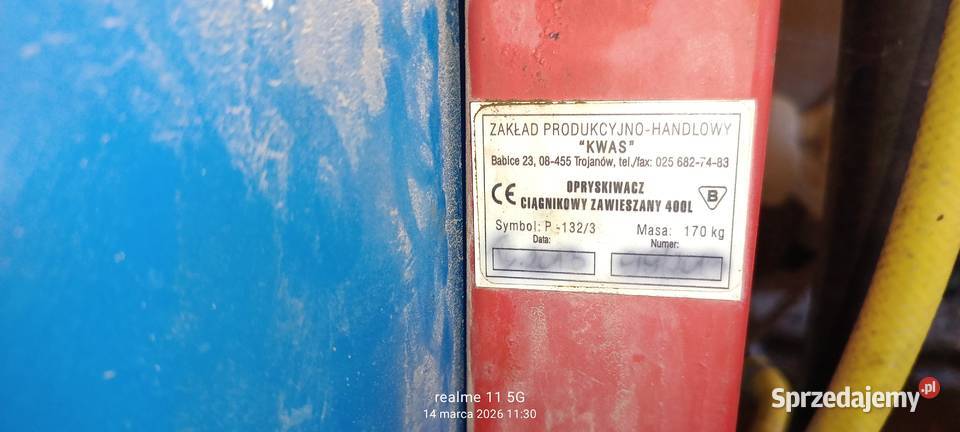 ZAKŁAD PRODUKCYJNO-HANDLOWY
"KWAS"
Babice 23, 08-455 Trojanów, tel./fax: 025 682-74-83
CE OPRYSKIWACZ B
CIĄGNIKOWY ZAWIESZANY 400L
Symbol: P-132/3 Masa: 170 kg
Data: Numer:
realme 11 5G
14 marca 2026 11:30
Sprzedajemy.pl